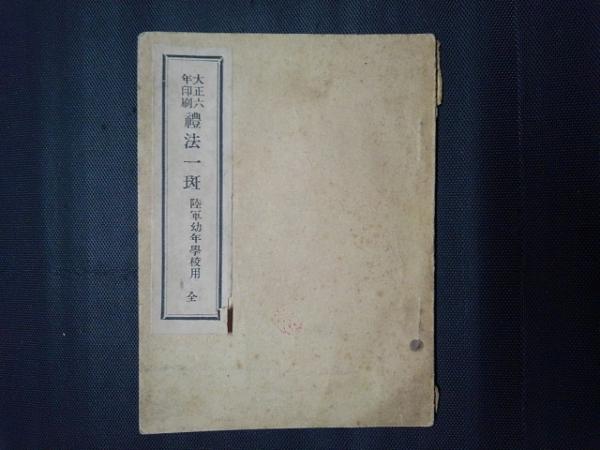 大正六
年印刷
禮法一斑
陸軍幼年學校用
全